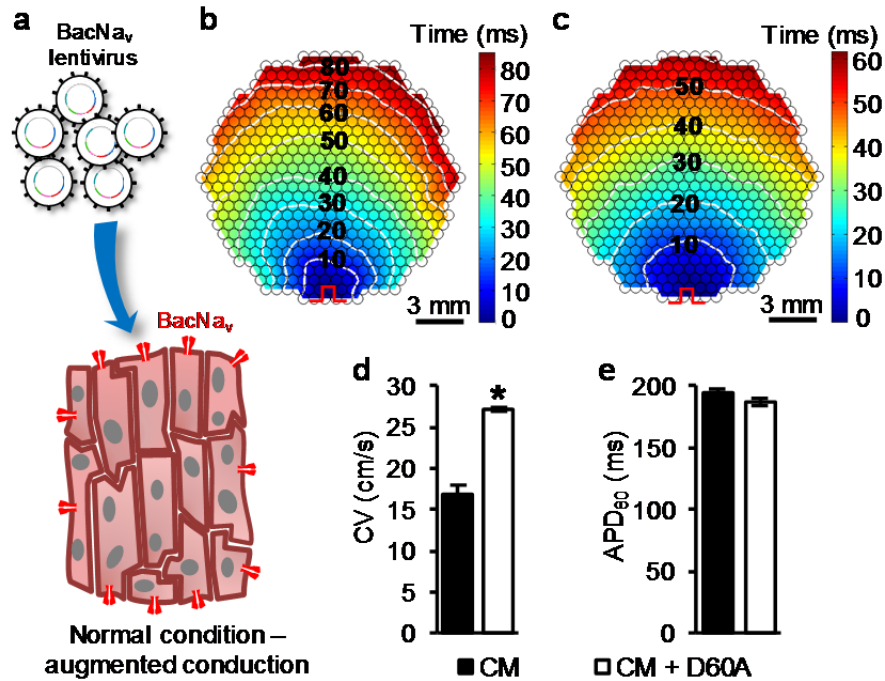 a
BacNaᵥ
lentivirus
BacNaᵥ
Normal condition –
augmented conduction
b
Time (ms)
80
70
60
50
40
30
20
10
80
70
60
50
40
30
20
10
0
3 mm
c
Time (ms)
50
40
30
20
10
60
50
40
30
20
10
0
3 mm
d
CV (cm/s)
30
25
20
15
10
5
0
*
e
APD₈₀ (ms)
200
150
100
50
0
CM
CM + D60A